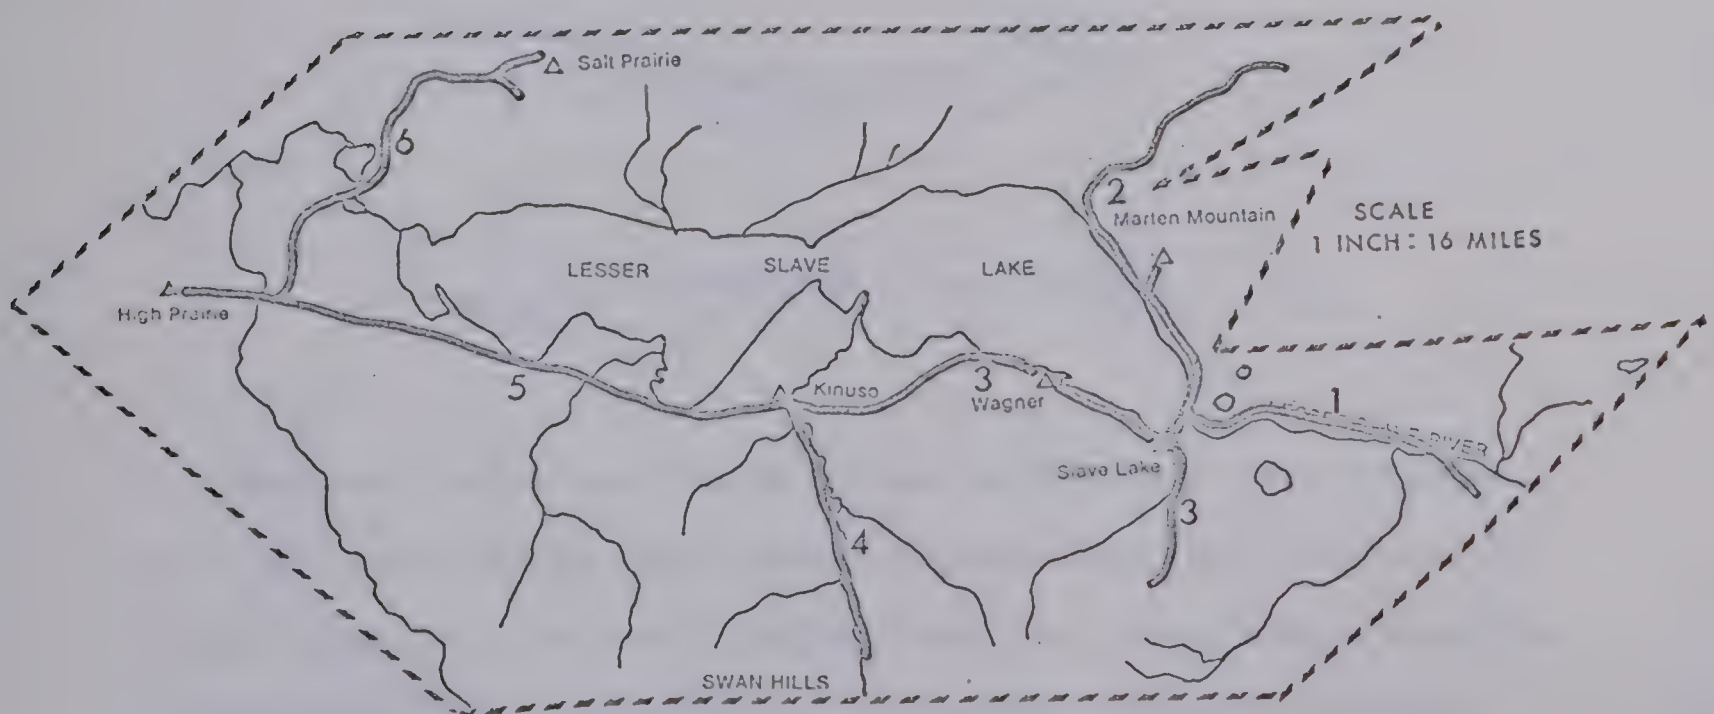 Salt Prairie
6
2
Marten Mountain
SCALE
1 INCH : 16 MILES
LESSER SLAVE LAKE
High Prairie
5
Kinuso
3
Wagner
1
RIVER
Slave Lake
3
4
SWAN HILLS